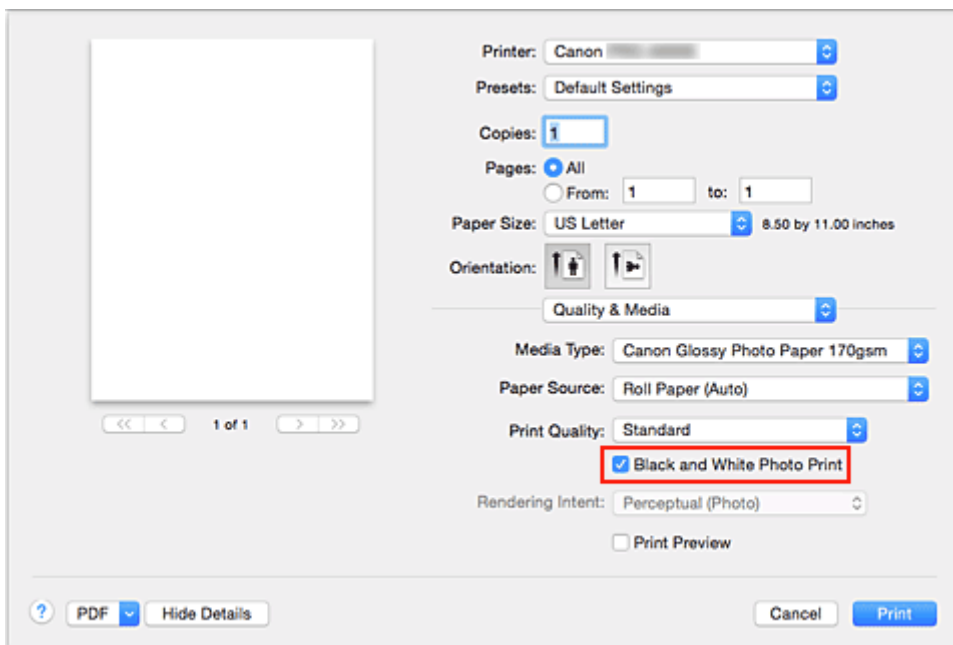 Printer: Canon
Presets: Default Settings
Copies: 1
Pages: All
From: 1 to: 1
Paper Size: US Letter 8.50 by 11.00 inches
Orientation:
Quality & Media
Media Type: Canon Glossy Photo Paper 170gsm
Paper Source: Roll Paper (Auto)
<< < 1 of 1 > >>
Print Quality: Standard
Black and White Photo Print
Rendering Intent: Perceptual (Photo)
Print Preview
? PDF Hide Details Cancel Print